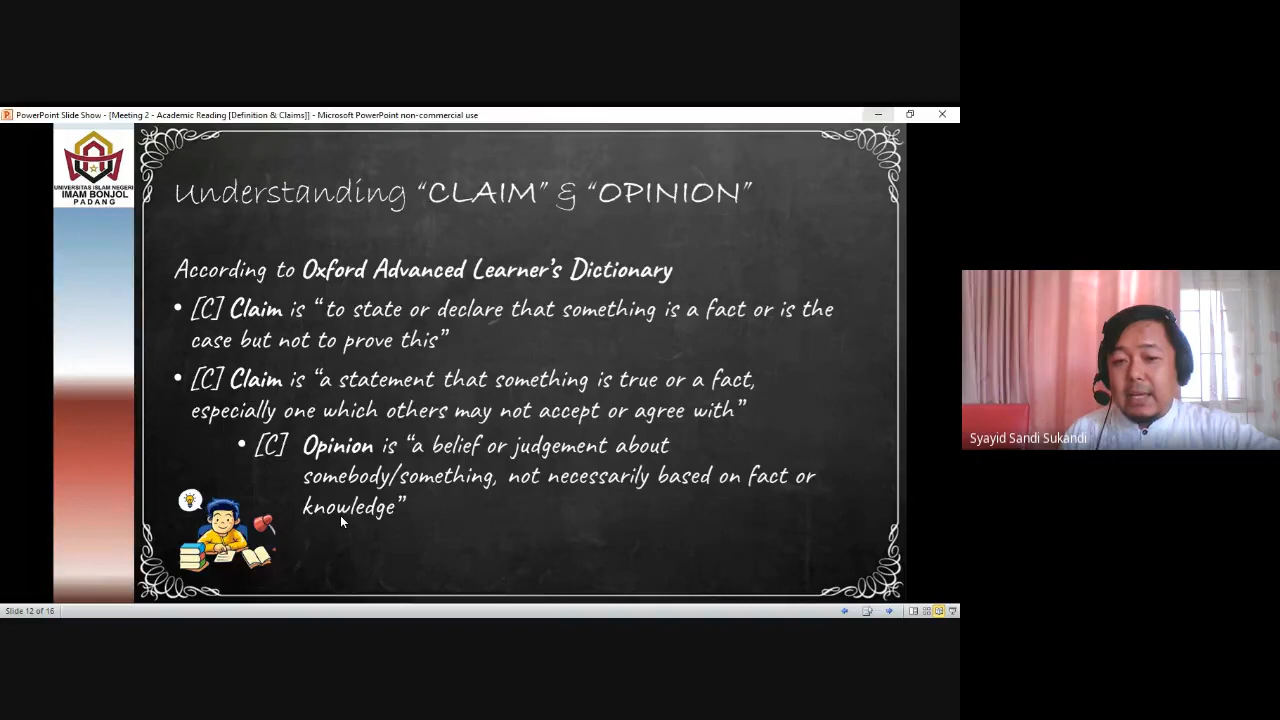 PowerPoint Slide Show - [Meeting 2 - Academic Reading [Definition & Claims]] - Microsoft PowerPoint non-commercial use
UNIVERSITAS ISLAM NEGERI
IMAM BONJOL
PADANG
Understanding “CLAIM” & “OPINION”
According to Oxford Advanced Learner’s Dictionary
• [C] Claim is “to state or declare that something is a fact or is the
case but not to prove this”
• [C] Claim is “a statement that something is true or a fact,
especially one which others may not accept or agree with”
• [C] Opinion is “a belief or judgement about
somebody/something, not necessarily based on fact or
knowledge”
Slide 12 of 16
Syayid Sandi Sukandi